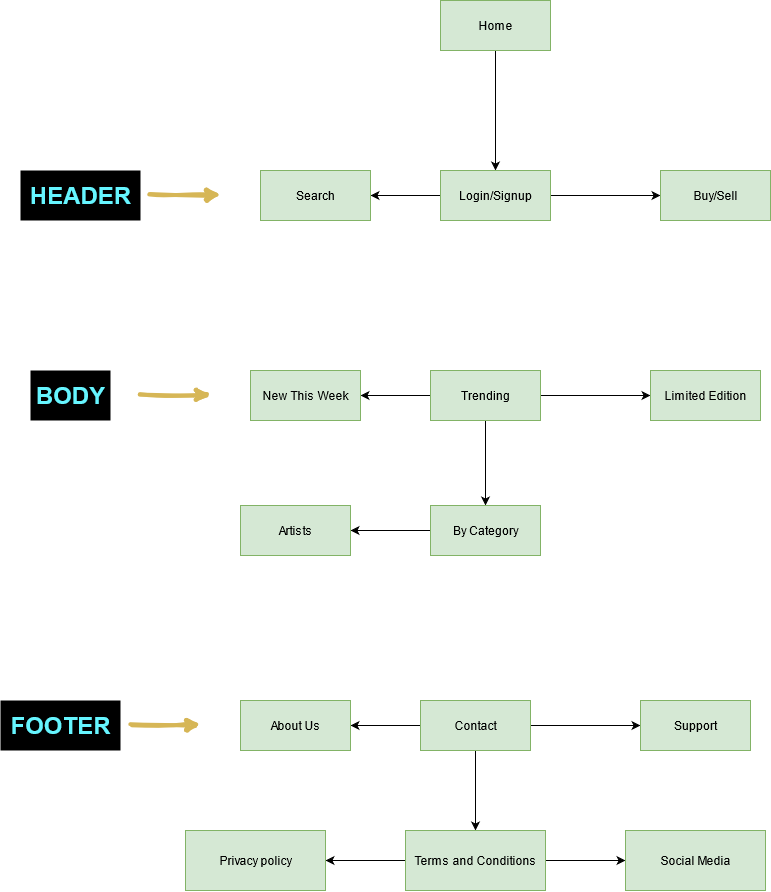 Home
HEADER
Search
Login/Signup
Buy/Sell
BODY
New This Week
Trending
Limited Edition
Artists
By Category
FOOTER
About Us
Contact
Support
Privacy policy
Terms and Conditions
Social Media